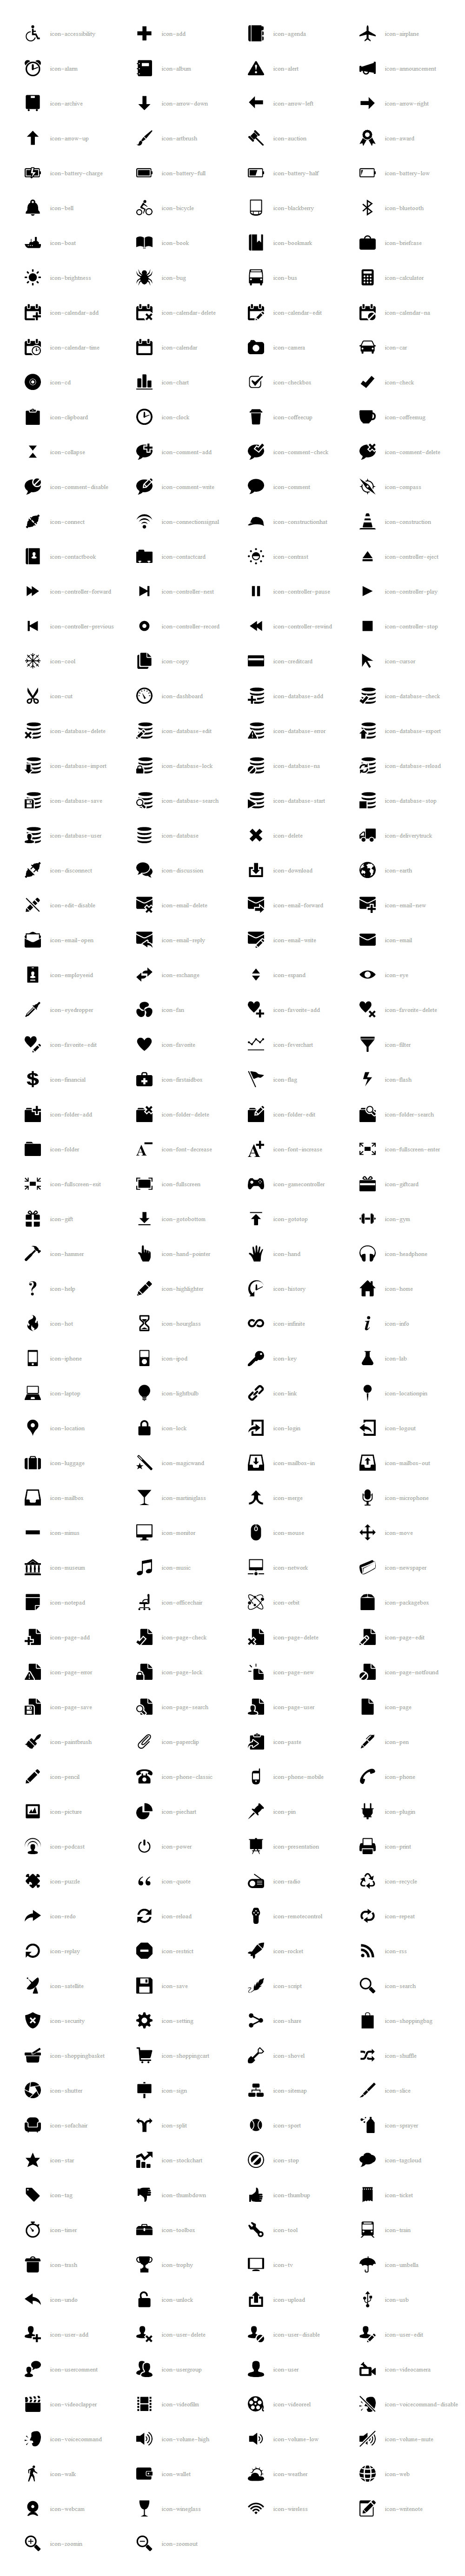 icon-accessibility icon-add icon-agenda icon-airplane
icon-alarm icon-album icon-alert icon-announcement
icon-archive icon-arrow-down icon-arrow-left icon-arrow-right
icon-arrow-up icon-artbrush icon-auction icon-award
icon-battery-charge icon-battery-full icon-battery-half icon-battery-low
icon-bell icon-bicycle icon-blackberry icon-bluetooth
icon-boat icon-book icon-bookmark icon-briefcase
icon-brightness icon-bug icon-bus icon-calculator
icon-calendar-add icon-calendar-delete icon-calendar-edit icon-calendar-na
icon-calendar-time icon-calendar icon-camera icon-car
icon-cd icon-chart icon-checkbox icon-check
icon-clipboard icon-clock icon-coffeecup icon-coffeemug
icon-collapse icon-comment-add icon-comment-check icon-comment-delete
icon-comment-disable icon-comment-write icon-comment icon-compass
icon-connect icon-connectionsignal icon-constructionhat icon-construction
icon-contactbook icon-contactcard icon-contrast icon-controller-eject
icon-controller-forward icon-controller-next icon-controller-pause icon-controller-play
icon-controller-previous icon-controller-record icon-controller-rewind icon-controller-stop
icon-cool icon-copy icon-creditcard icon-cursor
icon-cut icon-dashboard icon-database-add icon-database-check
icon-database-delete icon-database-edit icon-database-error icon-database-export
icon-database-import icon-database-lock icon-database-na icon-database-reload
icon-database-save icon-database-search icon-database-start icon-database-stop
icon-database-user icon-database icon-delete icon-deliverytruck
icon-disconnect icon-discussion icon-download icon-earth
icon-edit-disable icon-email-delete icon-email-forward icon-email-new
icon-email-open icon-email-reply icon-email-write icon-email
icon-employeeid icon-exchange icon-expand icon-eye
icon-eyedropper icon-fan icon-favorite-add icon-favorite-delete
icon-favorite-edit icon-favorite icon-feverchart icon-filter
icon-financial icon-firstaidbox icon-flag icon-flash
icon-folder-add icon-folder-delete icon-folder-edit icon-folder-search
icon-folder icon-font-decrease icon-font-increase icon-fullscreen-enter
icon-fullscreen-exit icon-fullscreen icon-gamecontroller icon-giftcard
icon-gift icon-gotobottom icon-gototop icon-gym
icon-hammer icon-hand-pointer icon-hand icon-headphone
icon-help icon-highlighter icon-history icon-home
icon-hot icon-hourglass icon-infinite icon-info
icon-iphone icon-ipod icon-key icon-lab
icon-laptop icon-lightbulb icon-link icon-locationpin
icon-location icon-lock icon-login icon-logout
icon-luggage icon-magicwand icon-mailbox-in icon-mailbox-out
icon-mailbox icon-martiniglass icon-merge icon-microphone
icon-minus icon-monitor icon-mouse icon-move
icon-museum icon-music icon-network icon-newspaper
icon-notepad icon-officechair icon-orbit icon-packagebox
icon-page-add icon-page-check icon-page-delete icon-page-edit
icon-page-error icon-page-lock icon-page-new icon-page-notfound
icon-page-save icon-page-search icon-page-user icon-page
icon-paintbrush icon-paperclip icon-paste icon-pen
icon-pencil icon-phone-classic icon-phone-mobile icon-phone
icon-picture icon-piechart icon-pin icon-plugin
icon-podcast icon-power icon-presentation icon-print
icon-puzzle icon-quote icon-radio icon-recycle
icon-redo icon-reload icon-remotecontrol icon-repeat
icon-replay icon-restrict icon-rocket icon-rss
icon-satellite icon-save icon-script icon-search
icon-security icon-setting icon-share icon-shoppingbag
icon-shoppingbasket icon-shoppingcart icon-shovel icon-shuffle
icon-shutter icon-sign icon-sitemap icon-slice
icon-sofachair icon-split icon-sport icon-sprayer
icon-star icon-stockchart icon-stop icon-tagcloud
icon-tag icon-thumbdown icon-thumbup icon-ticket
icon-timer icon-toolbox icon-tool icon-train
icon-trash icon-trophy icon-tv icon-umbrella
icon-undo icon-unlock icon-upload icon-usb
icon-user-add icon-user-delete icon-user-disable icon-user-edit
icon-usercomment icon-usergroup icon-user icon-videocamera
icon-videoclapper icon-videofilm icon-videoreel icon-voicecommand-disable
icon-voicecommand icon-volume-high icon-volume-low icon-volume-mute
icon-walk icon-wallet icon-weather icon-web
icon-webcam icon-wineglass icon-wireless icon-writenote
icon-zoomin icon-zoomout